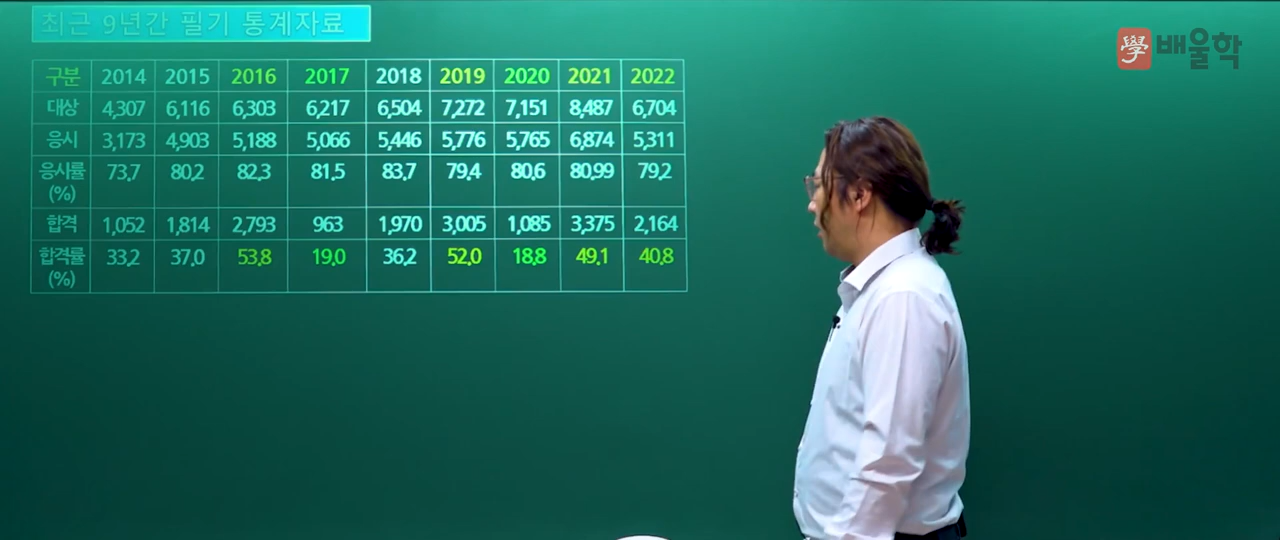 최근 9년간 필기 통계자료
學 배울학
구분 2014 2015 2016 2017 2018 2019 2020 2021 2022
대상 4,307 6,116 6,303 6,217 6,504 7,272 7,151 8,487 6,704
응시 3,173 4,903 5,188 5,066 5,446 5,776 5,765 6,874 5,311
응시률 73.7 80.2 82.3 81.5 83.7 79.4 80.6 80.99 79.2
(%)
합격 1,052 1,814 2,793 963 1,970 3,005 1,085 3,375 2,164
합격률 33.2 37.0 53.8 19.0 36.2 52.0 18.8 49.1 40.8
(%)